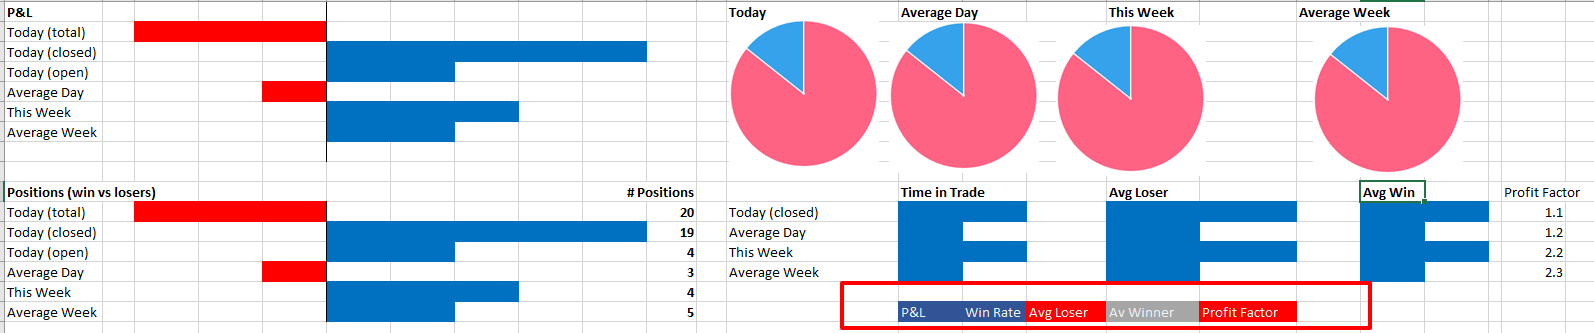 P&L
Today (total)
Today (closed)
Today (open)
Average Day
This Week
Average Week
Today
Average Day
This Week
Average Week
Positions (win vs losers) # Positions
Today (total) 20
Today (closed) 19
Today (open) 4
Average Day 3
This Week 4
Average Week 5
Time in Trade Avg Loser Avg Win Profit Factor
Today (closed) 1.1
Average Day 1.2
This Week 2.2
Average Week 2.3
P&L Win Rate Avg Loser Av Winner Profit Factor